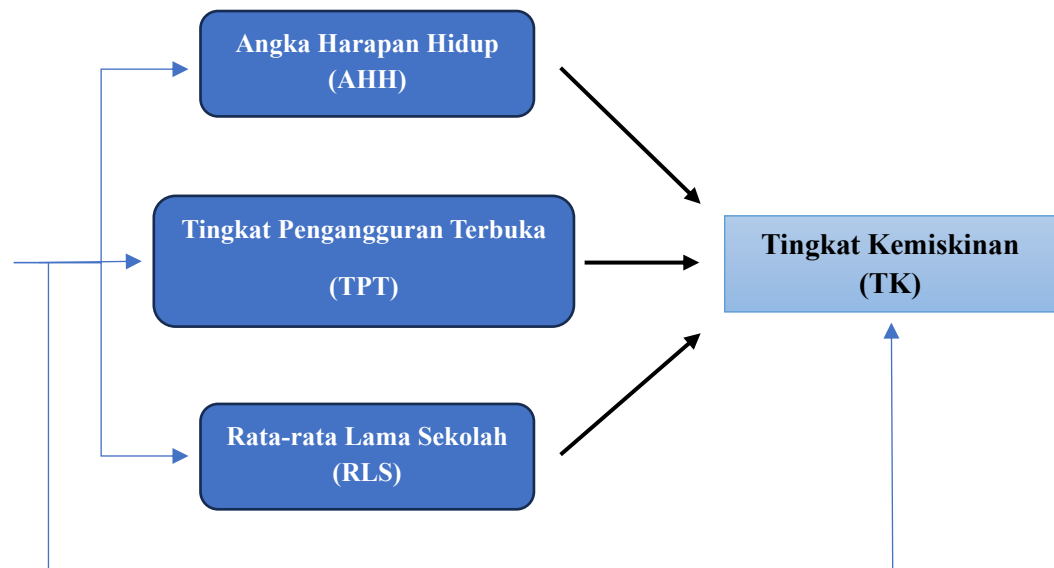 Angka Harapan Hidup
(AHH)
Tingkat Pengangguran Terbuka
(TPT)
Tingkat Kemiskinan
(TK)
Rata-rata Lama Sekolah
(RLS)